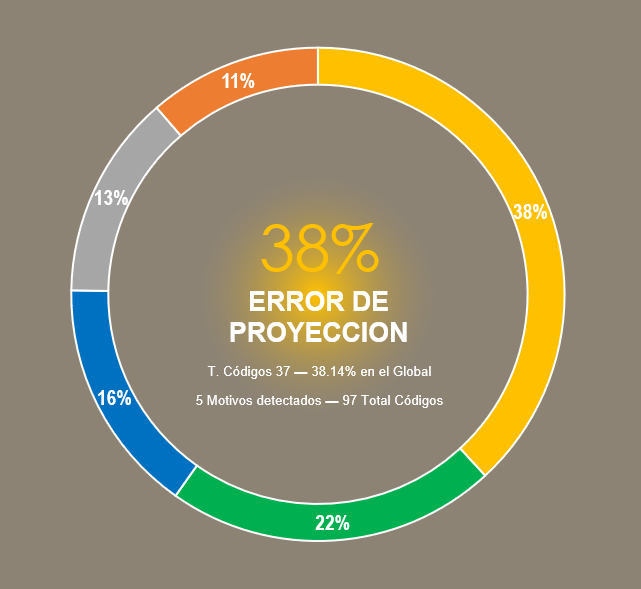 11%
38%
13%
38%
ERROR DE
PROYECCION
T. Códigos 37 — 38.14% en el Global
5 Motivos detectados — 97 Total Códigos
16%
22%